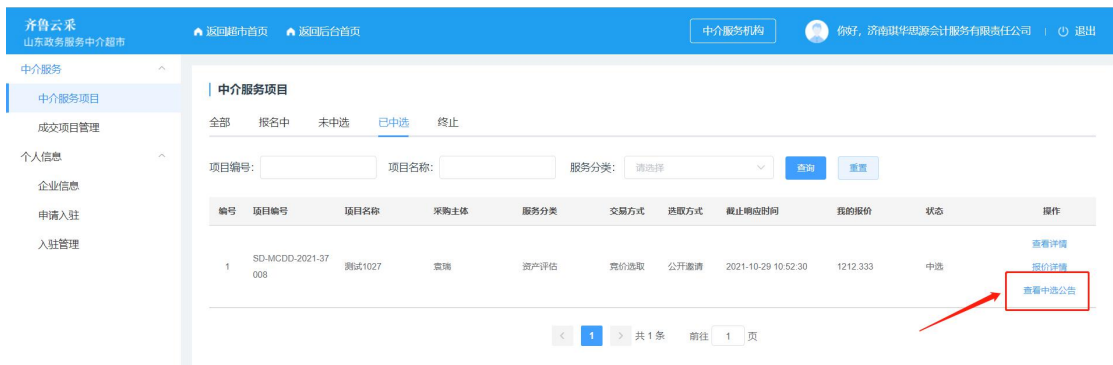 齐鲁云采
山东政务服务中介超市
返回超市首页 返回后台首页 中介服务机构 你好，济南琪华思源会计服务有限责任公司 | 退出
中介服务
中介服务项目
成交项目管理
个人信息
企业信息
申请入驻
入驻管理
中介服务项目
全部 报名中 未中选 已中选 终止
项目编号： 项目名称： 服务分类： 请选择 查询 重置
编号 项目编号 项目名称 采购主体 服务分类 交易方式 选取方式 截止响应时间 我的报价 状态 操作
1 SD-MCDD-2021-37008 测试1027 袁瑞 资产评估 竞价选取 公开邀请 2021-10-29 10:52:30 1212.333 中选 查看详情
报价详情
查看中选公告
< 1 > 共 1 条 前往 1 页